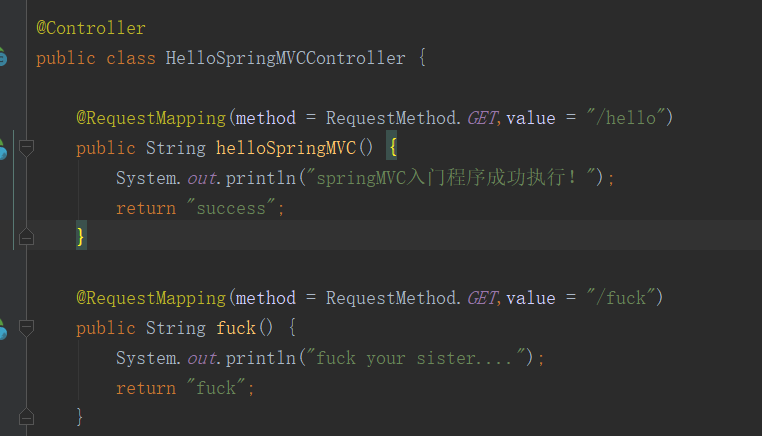 @Controller
public class HelloSpringMVCController {
@RequestMapping(method = RequestMethod.GET,value = "/hello")
public String helloSpringMVC() {
System.out.println("springMVC入门程序成功执行！");
return "success";
}
@RequestMapping(method = RequestMethod.GET,value = "/fuck")
public String fuck() {
System.out.println("fuck your sister....");
return "fuck";
}